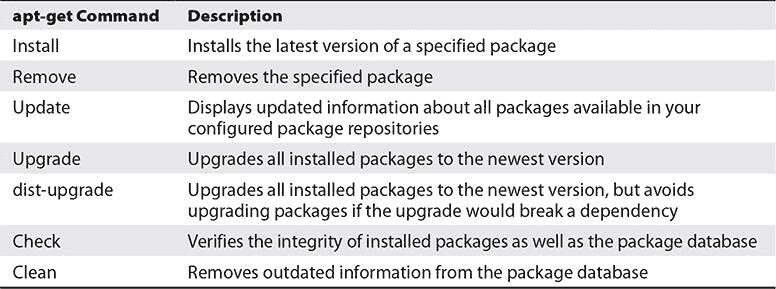 apt-get Command Description
Install Installs the latest version of a specified package
Remove Removes the specified package
Update Displays updated information about all packages available in your
configured package repositories
Upgrade Upgrades all installed packages to the newest version
dist-upgrade Upgrades all installed packages to the newest version, but avoids
upgrading packages if the upgrade would break a dependency
Check Verifies the integrity of installed packages as well as the package database
Clean Removes outdated information from the package database